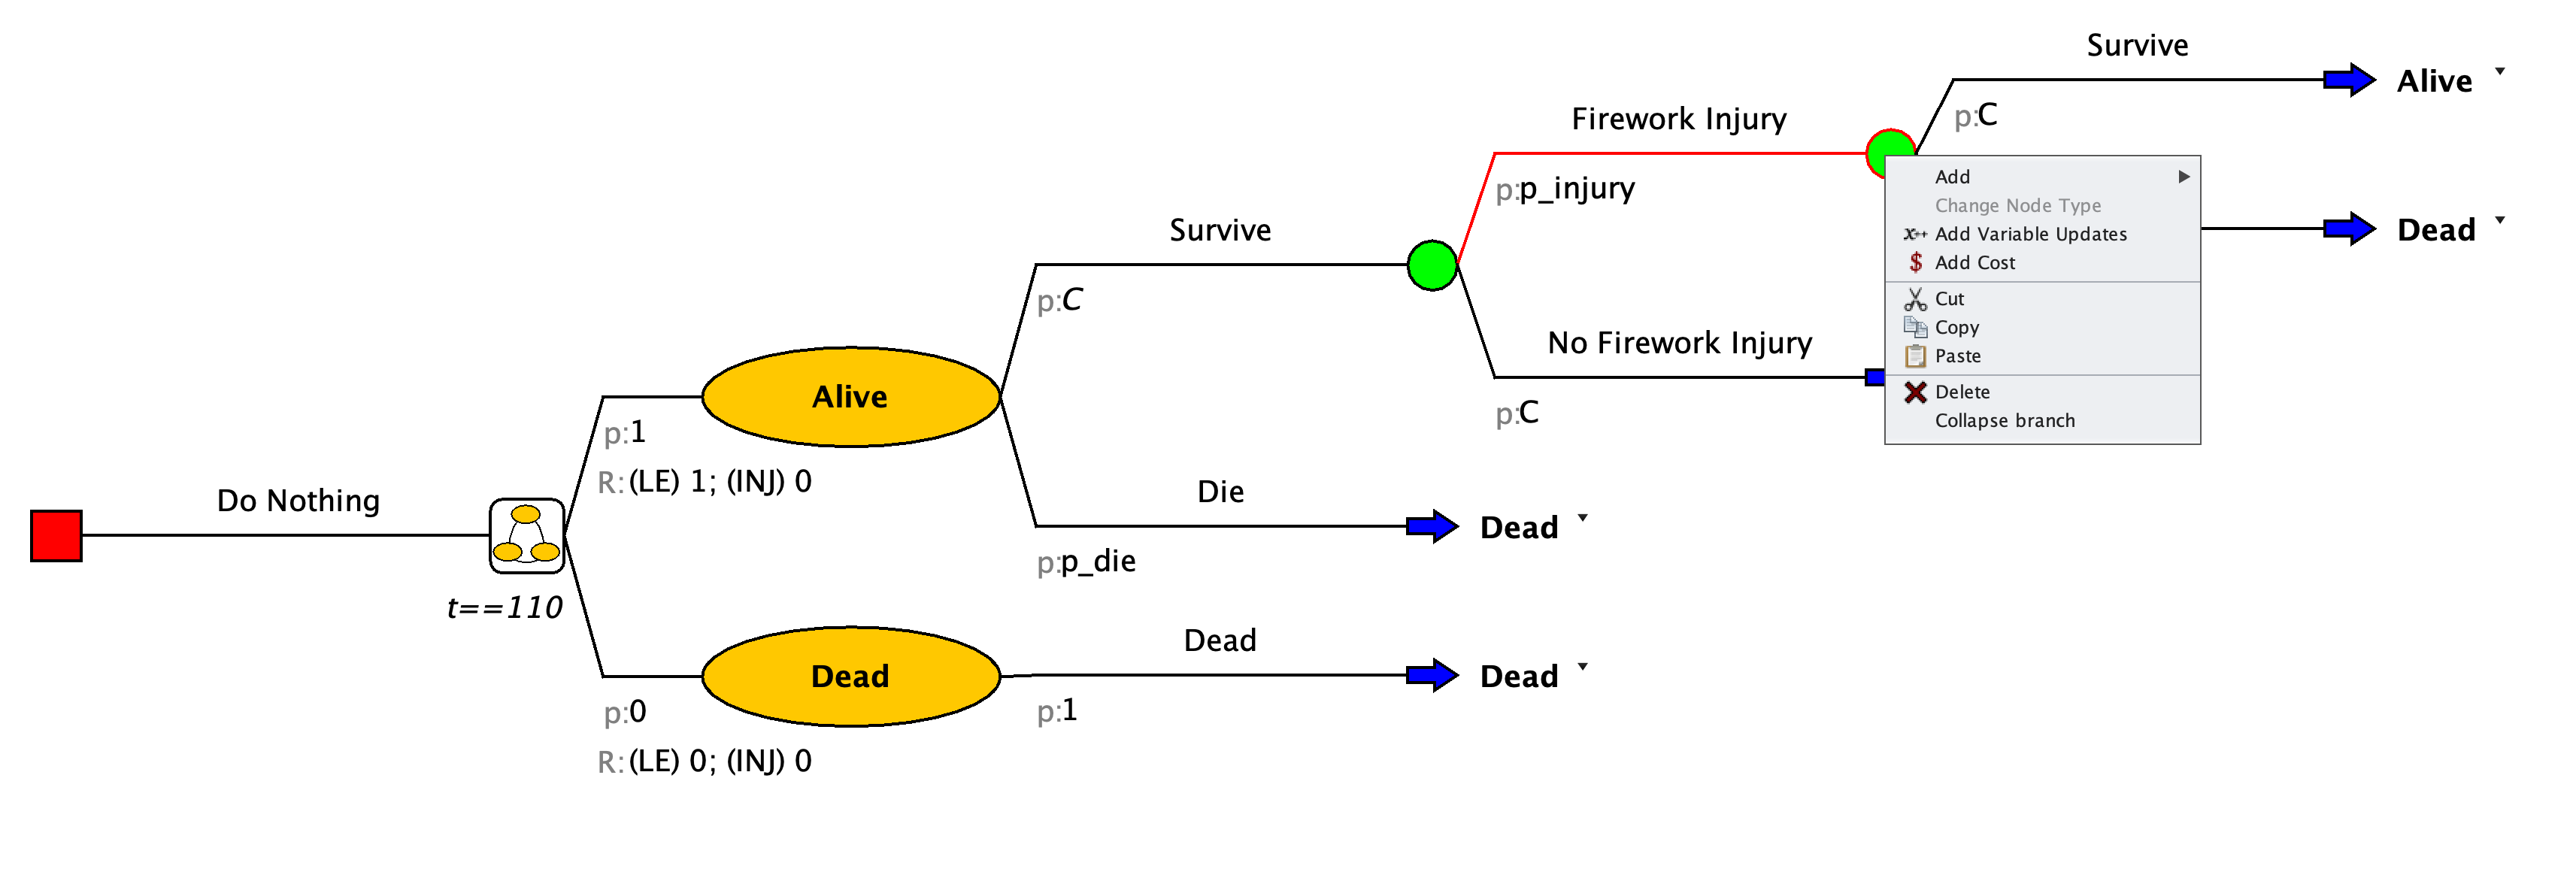 Survive
Alive
p:C
Firework Injury
p:p_injury
Add
Change Node Type
x++ Add Variable Updates
$ Add Cost
Cut
Copy
Paste
Delete
Collapse branch
Dead
Survive
p:C
No Firework Injury
p:C
Alive
p:1
R: (LE) 1; (INJ) 0
Die
Dead
p:p_die
Do Nothing
t==110
Dead
Dead
Dead
p:0
p:1
R: (LE) 0; (INJ) 0